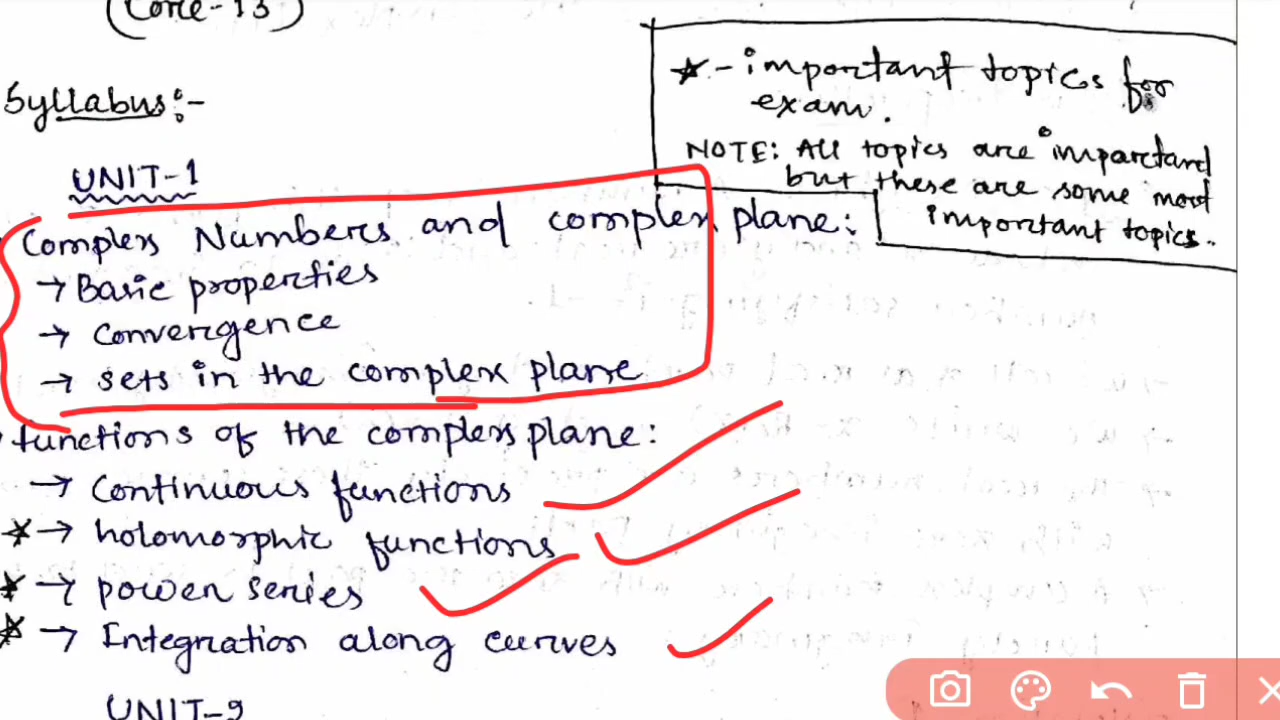 (Core-13)
Syllabus:-
UNIT-1
Complex Numbers and complex plane:
→ Basic properties
→ Convergence
→ sets in the complex plane
functions of the complex plane:
→ Continuous functions
★→ holomorphic functions
★→ power series
★→ Integration along curves
UNIT-2
★ - important topics for
exam.
NOTE: All topics are important
but these are some most
important topics.